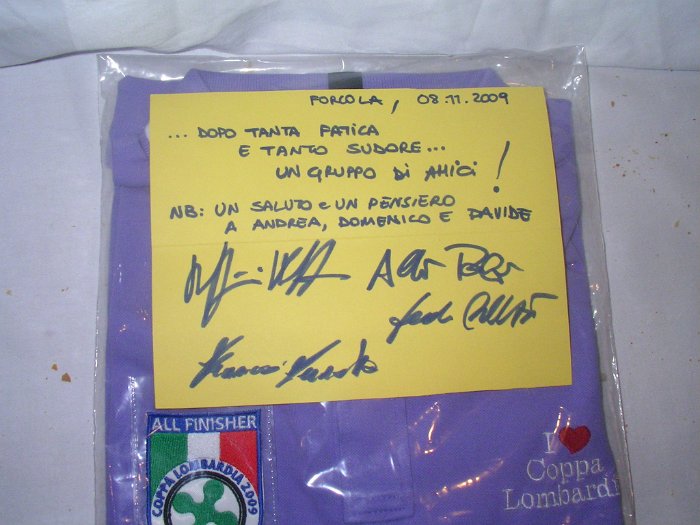 FORCOLA, 08.11.2009
... DOPO TANTA FATICA
E TANTO SUDORE...
UN GRUPPO DI AMICI!
NB: UN SALUTO e UN PENSIERO
A ANDREA, DOMENICO E DAVIDE
ALL FINISHER
COPPA LOMBARDIA 2009
I ❤
Coppa
Lombardi